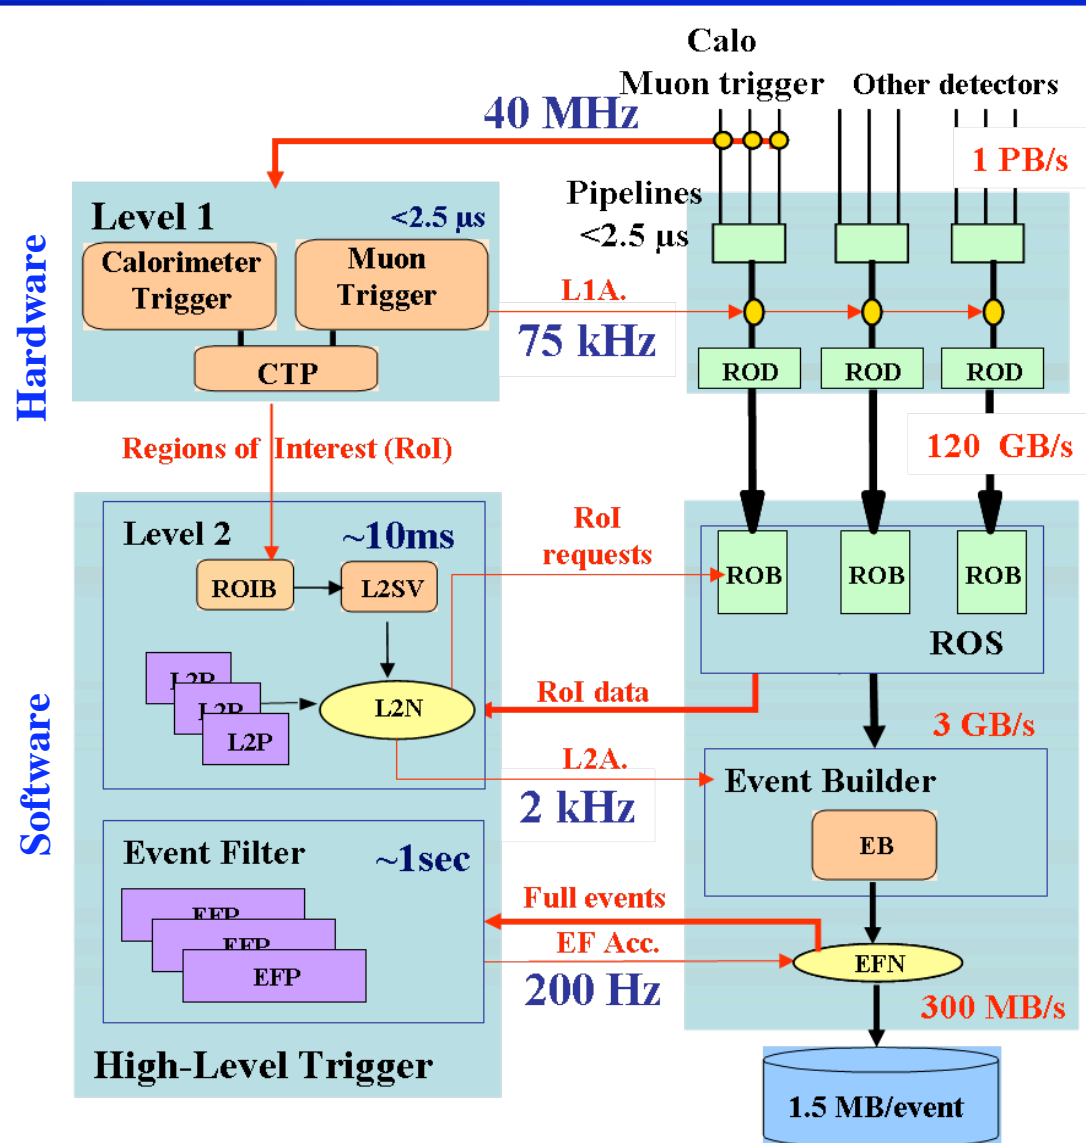 Calo
Muon trigger
Other detectors
40 MHz
1 PB/s
Hardware
Level 1
<2.5 μs
Pipelines
<2.5 μs
Calorimeter
Trigger
Muon
Trigger
CTP
L1A.
75 kHz
ROD
ROD
ROD
Regions of Interest (RoI)
120 GB/s
Software
Level 2
~10ms
ROIB
L2SV
L2P
L2P
L2P
L2N
RoI
requests
ROB
ROB
ROB
ROS
RoI data
3 GB/s
L2A.
2 kHz
Event Builder
EB
Event Filter
~1sec
EFP
EFP
EFP
Full events
EF Acc.
200 Hz
EFN
300 MB/s
High-Level Trigger
1.5 MB/event